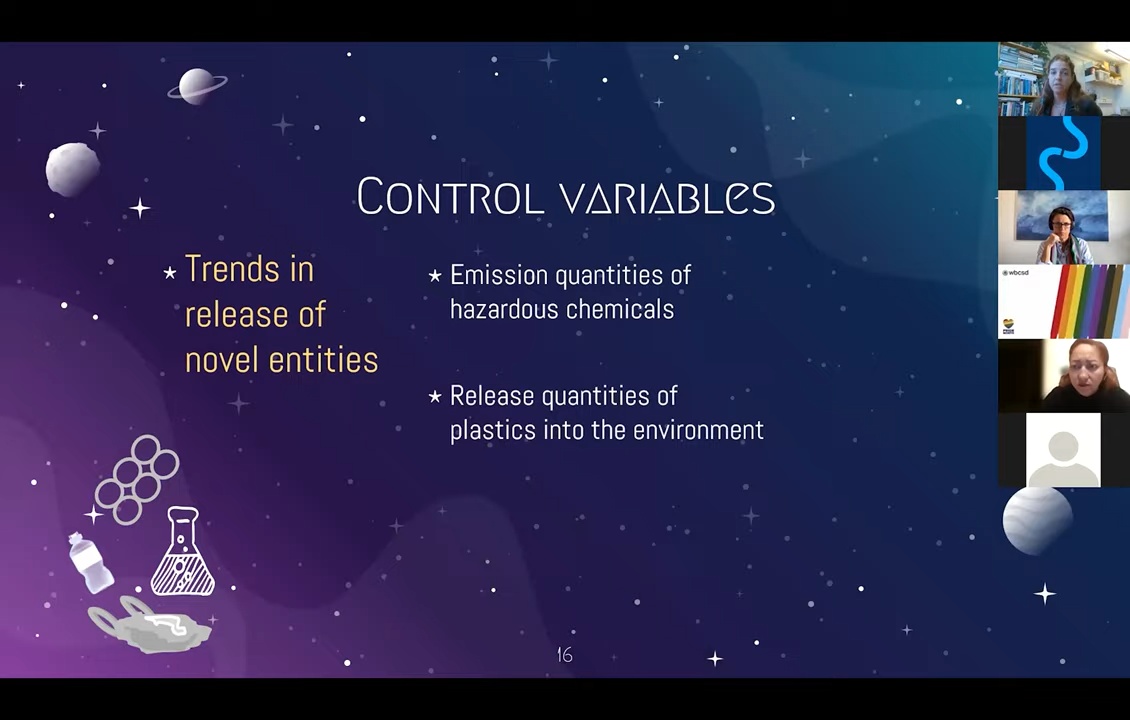 Control variables
★ Trends in
release of
novel entities
★ Emission quantities of
hazardous chemicals
★ Release quantities of
plastics into the environment
16
wbcsd